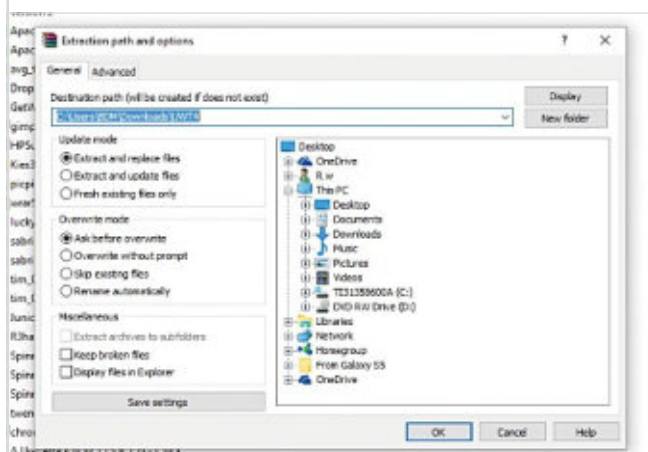 Extraction path and options
General Advanced
Destination path (will be created if does not exist)
Display
New folder
Update mode
Extract and replace files
Extract and update files
Fresh existing files only
Overwrite mode
Ask before overwrite
Overwrite without prompt
Skip existing files
Rename automatically
Miscellaneous
Extract archives to subfolders
Keep broken files
Display files in Explorer
Save settings
Desktop
OneDrive
R.w
This PC
Desktop
Documents
Downloads
Music
Pictures
Videos
TI31359600A (C:)
DVD RW Drive (D:)
Libraries
Network
Homegroup
From Galaxy S5
OneDrive
OK Cancel Help